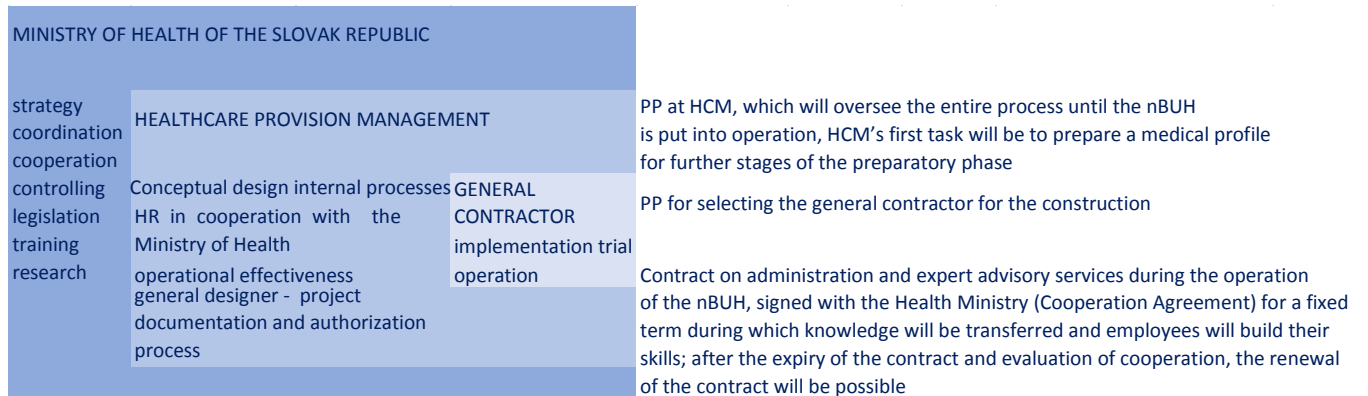 MINISTRY OF HEALTH OF THE SLOVAK REPUBLIC
strategy
coordination
cooperation
controlling
legislation
training
research
HEALTHCARE PROVISION MANAGEMENT
Conceptual design internal processes
HR in cooperation with the
Ministry of Health
operational effectiveness
general designer - project
documentation and authorization
process
GENERAL
CONTRACTOR
implementation trial
operation
PP at HCM, which will oversee the entire process until the nBUH
is put into operation, HCM’s first task will be to prepare a medical profile
for further stages of the preparatory phase
PP for selecting the general contractor for the construction
Contract on administration and expert advisory services during the operation
of the nBUH, signed with the Health Ministry (Cooperation Agreement) for a fixed
term during which knowledge will be transferred and employees will build their
skills; after the expiry of the contract and evaluation of cooperation, the renewal
of the contract will be possible